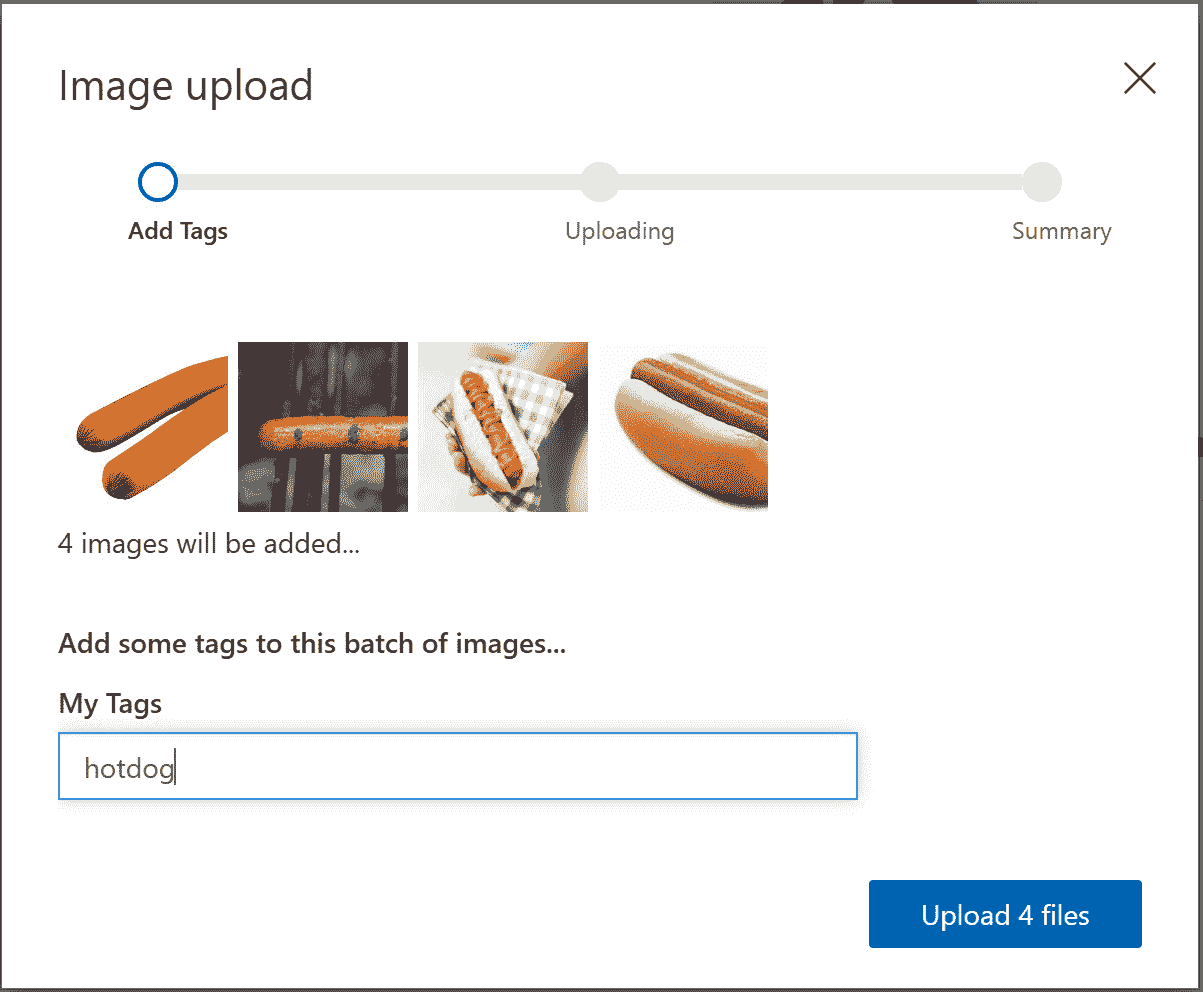 Image upload
Add Tags
Uploading
Summary
4 images will be added...
Add some tags to this batch of images...
My Tags
hotdog
Upload 4 files